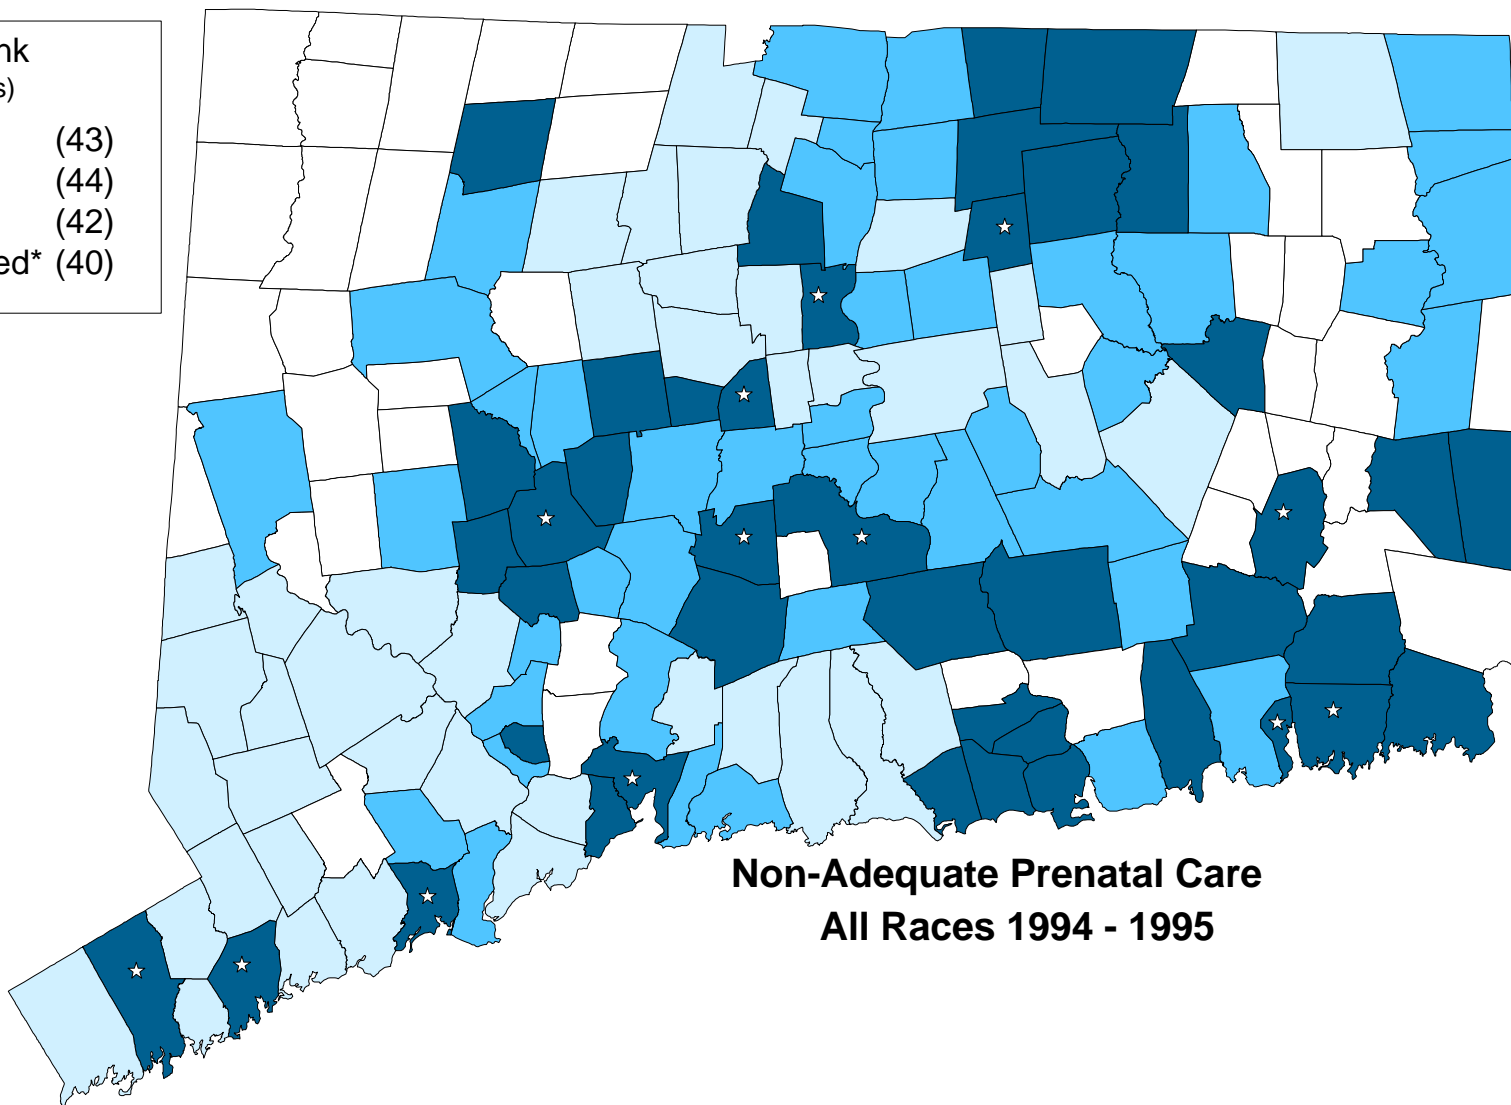 nk
s)
(43)
(44)
(42)
ed* (40)
Non-Adequate Prenatal Care
All Races 1994 - 1995